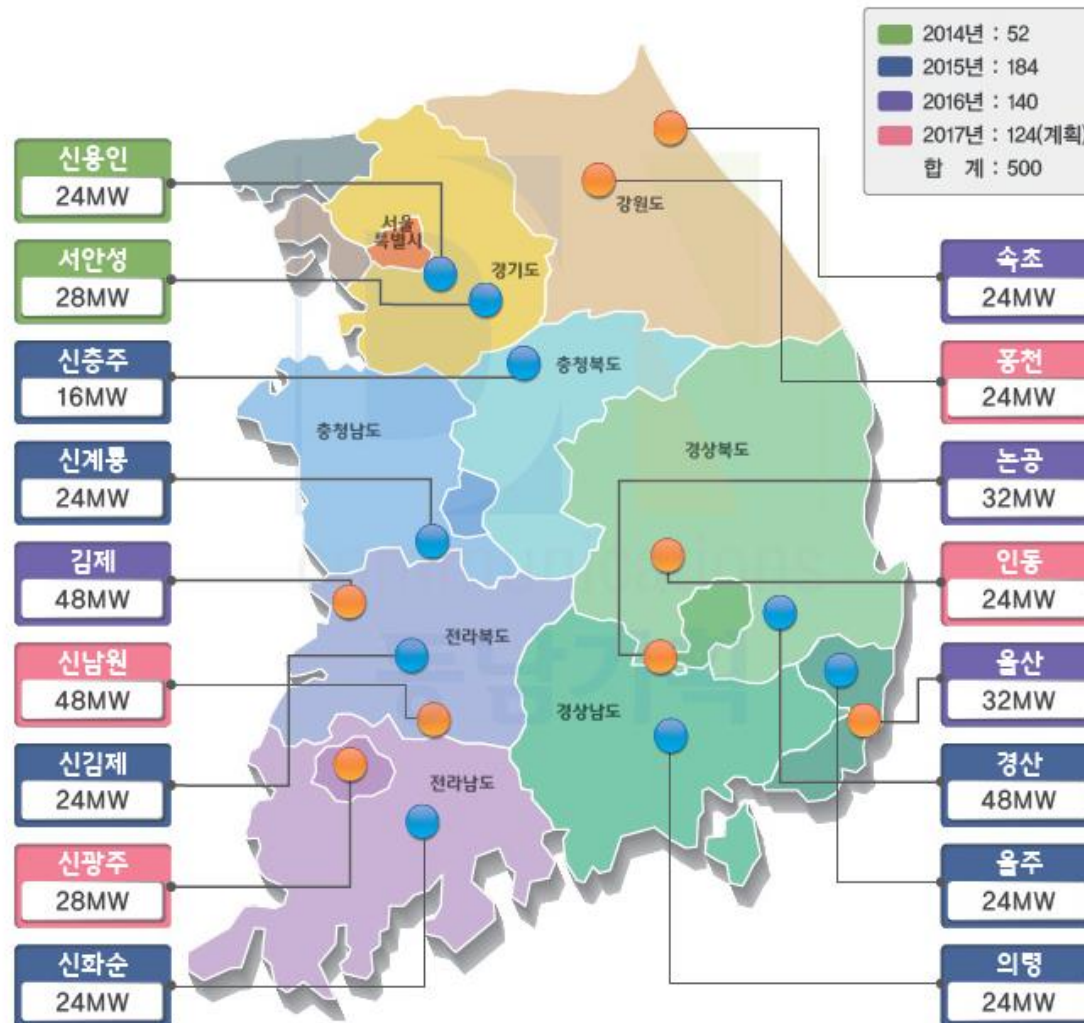 2014년 : 52
2015년 : 184
2016년 : 140
2017년 : 124(계획)
합 계 : 500
신용인
24MW
서안성
28MW
신충주
16MW
신계룡
24MW
김제
48MW
신남원
48MW
신김제
24MW
신광주
28MW
신화순
24MW
강원도
서울
특별시
경기도
충청북도
충청남도
경상북도
전라북도
경상남도
전라남도
속초
24MW
홍천
24MW
논공
32MW
인동
24MW
울산
32MW
경산
48MW
울주
24MW
의령
24MW